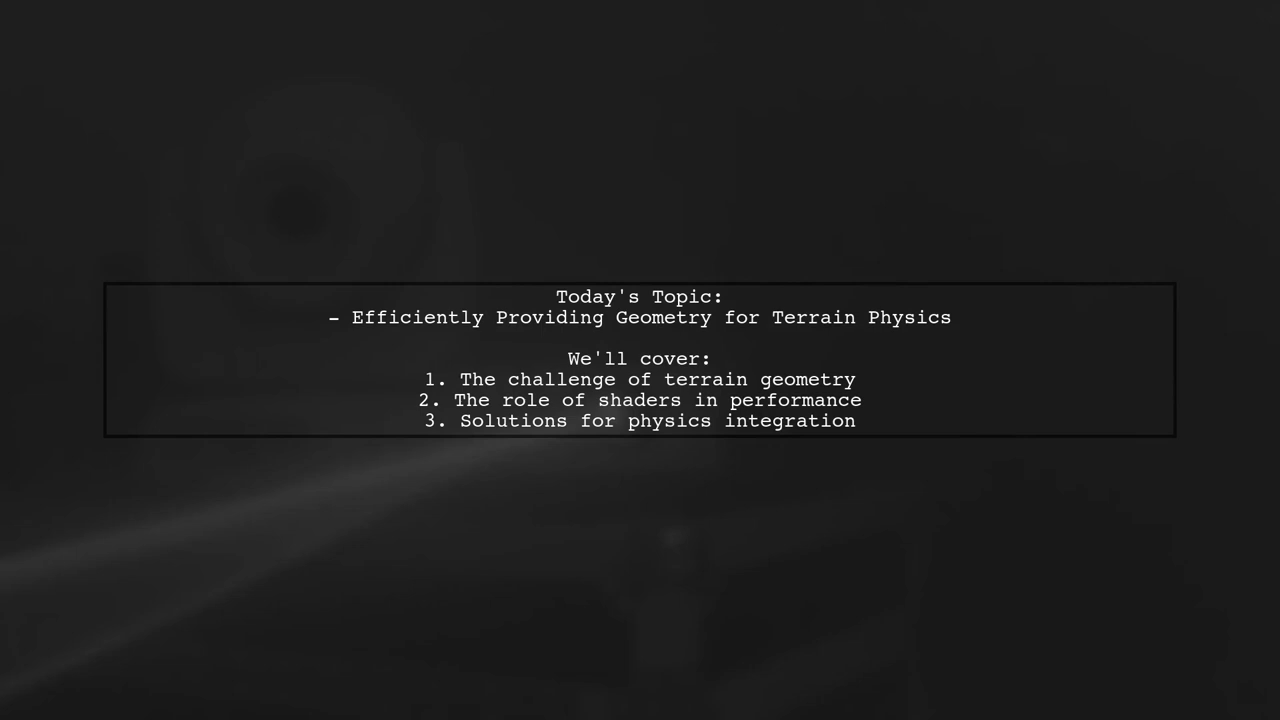 Today's Topic:
- Efficiently Providing Geometry for Terrain Physics
We'll cover:
1. The challenge of terrain geometry
2. The role of shaders in performance
3. Solutions for physics integration